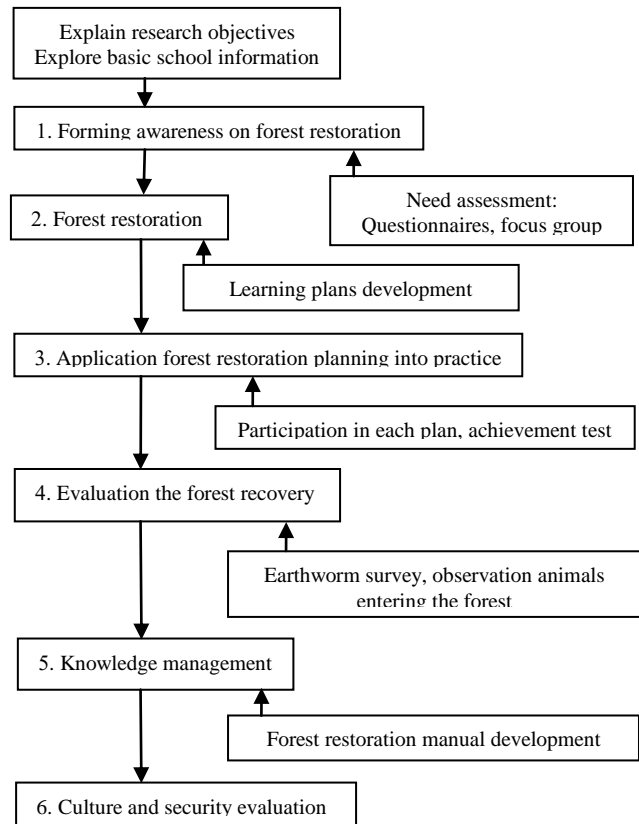 Explain research objectives
Explore basic school information
1. Forming awareness on forest restoration
Need assessment:
Questionnaires, focus group
2. Forest restoration
Learning plans development
3. Application forest restoration planning into practice
Participation in each plan, achievement test
4. Evaluation the forest recovery
Earthworm survey, observation animals
entering the forest
5. Knowledge management
Forest restoration manual development
6. Culture and security evaluation